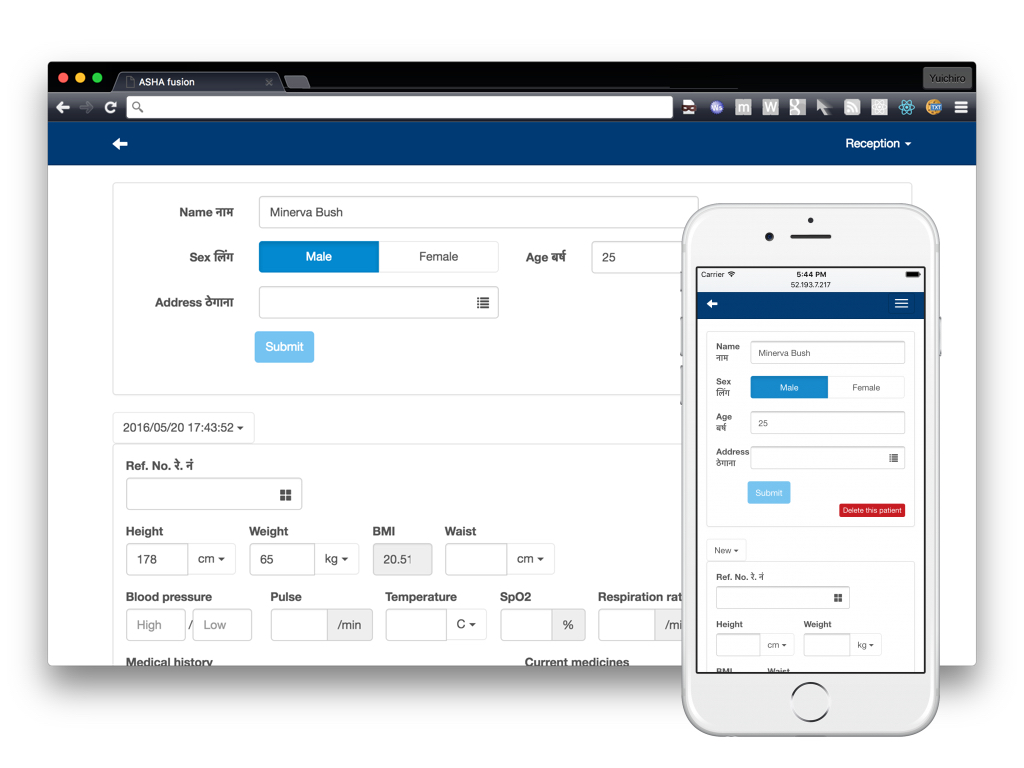 ASHA fusion
Yuichiro
Reception
Name नाम
Minerva Bush
Sex लिंग
Male
Female
Age बर्ष
25
Address ठेगाना
Submit
2016/05/20 17:43:52
Ref. No. रे. नं
Height
Weight
BMI
Waist
178
cm
65
kg
20.51
cm
Blood pressure
Pulse
Temperature
SpO2
Respiration rat
High
/
Low
/min
C
%
/mi
Medical history
Current medicines
Carrier
5:44 PM
52.193.7.217
Name
नाम
Minerva Bush
Sex
लिंग
Male
Female
Age
बर्ष
25
Address
ठेगाना
Submit
Delete this patient
New
Ref. No. रे. नं
Height
Weight
cm
kg
BMI
Waist